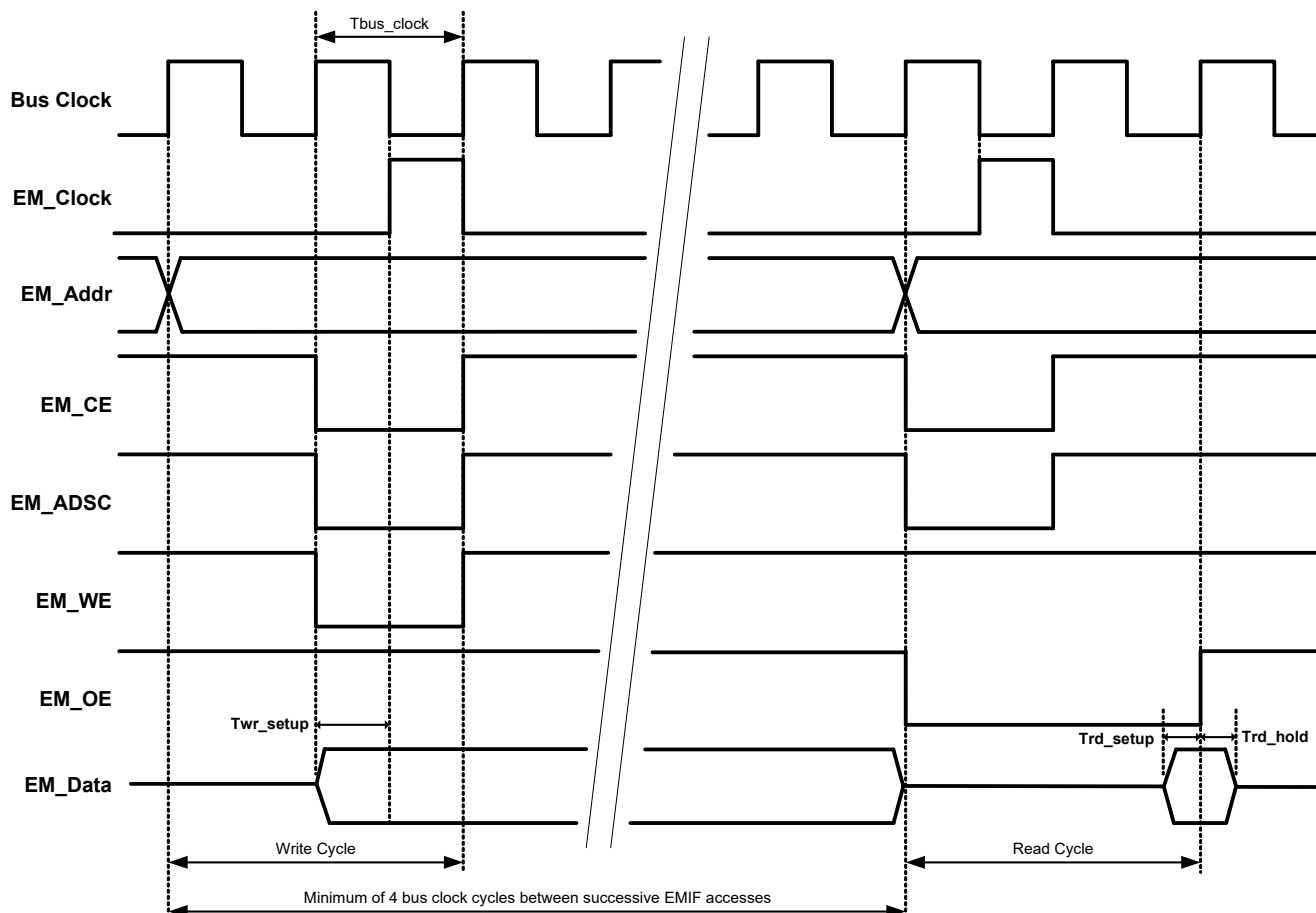 Tbus_clock
Bus Clock
EM_Clock
EM_Addr
EM_CE
EM_ADSC
EM_WE
EM_OE
Twr_setup
Trd_setup
Trd_hold
EM_Data
Write Cycle
Read Cycle
Minimum of 4 bus clock cycles between successive EMIF accesses